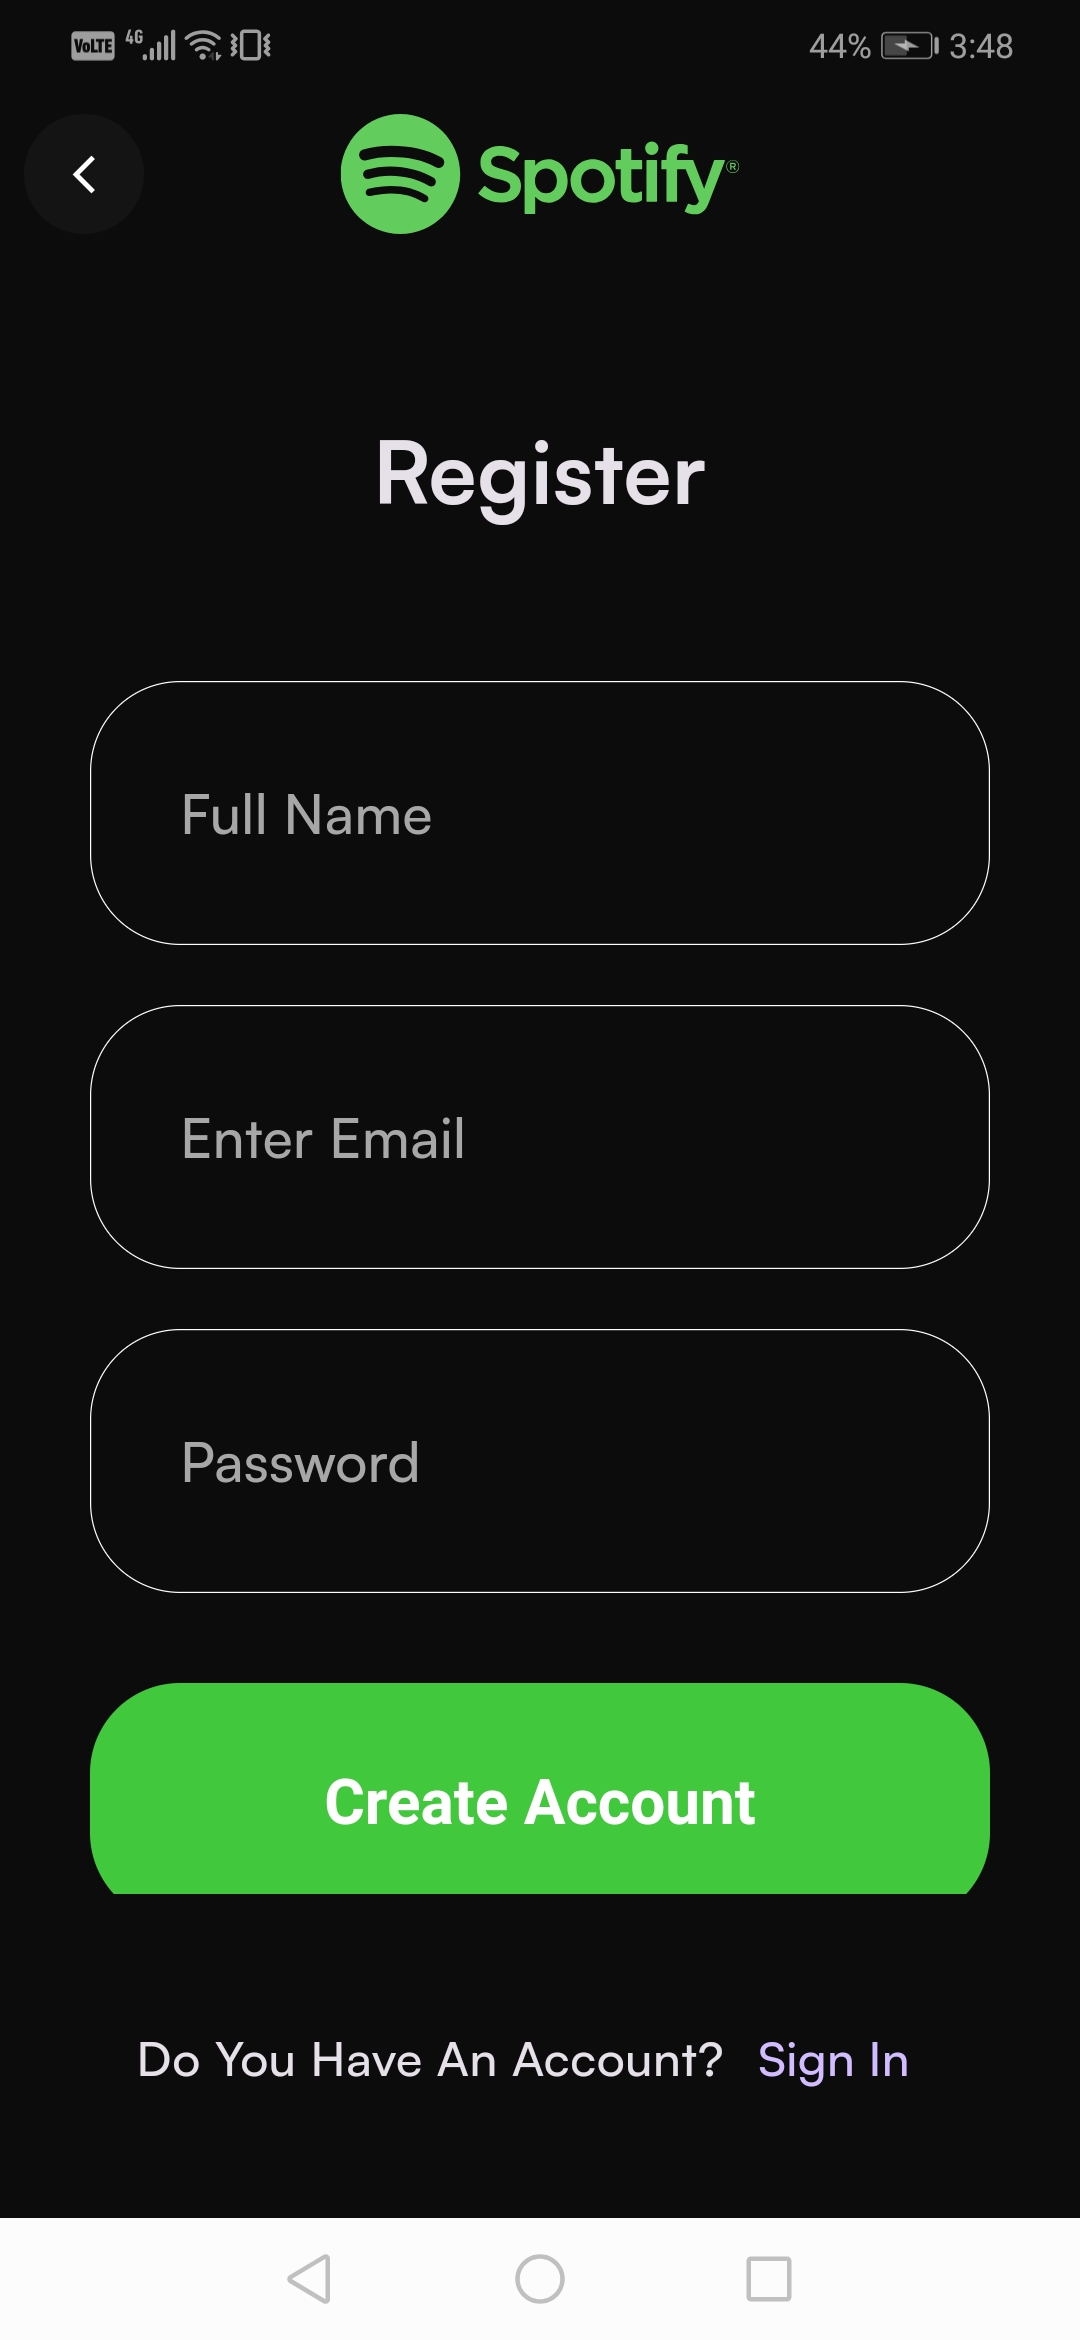 VoLTE 4G 44% 3:48
Spotify®
Register
Full Name
Enter Email
Password
Create Account
Do You Have An Account? Sign In